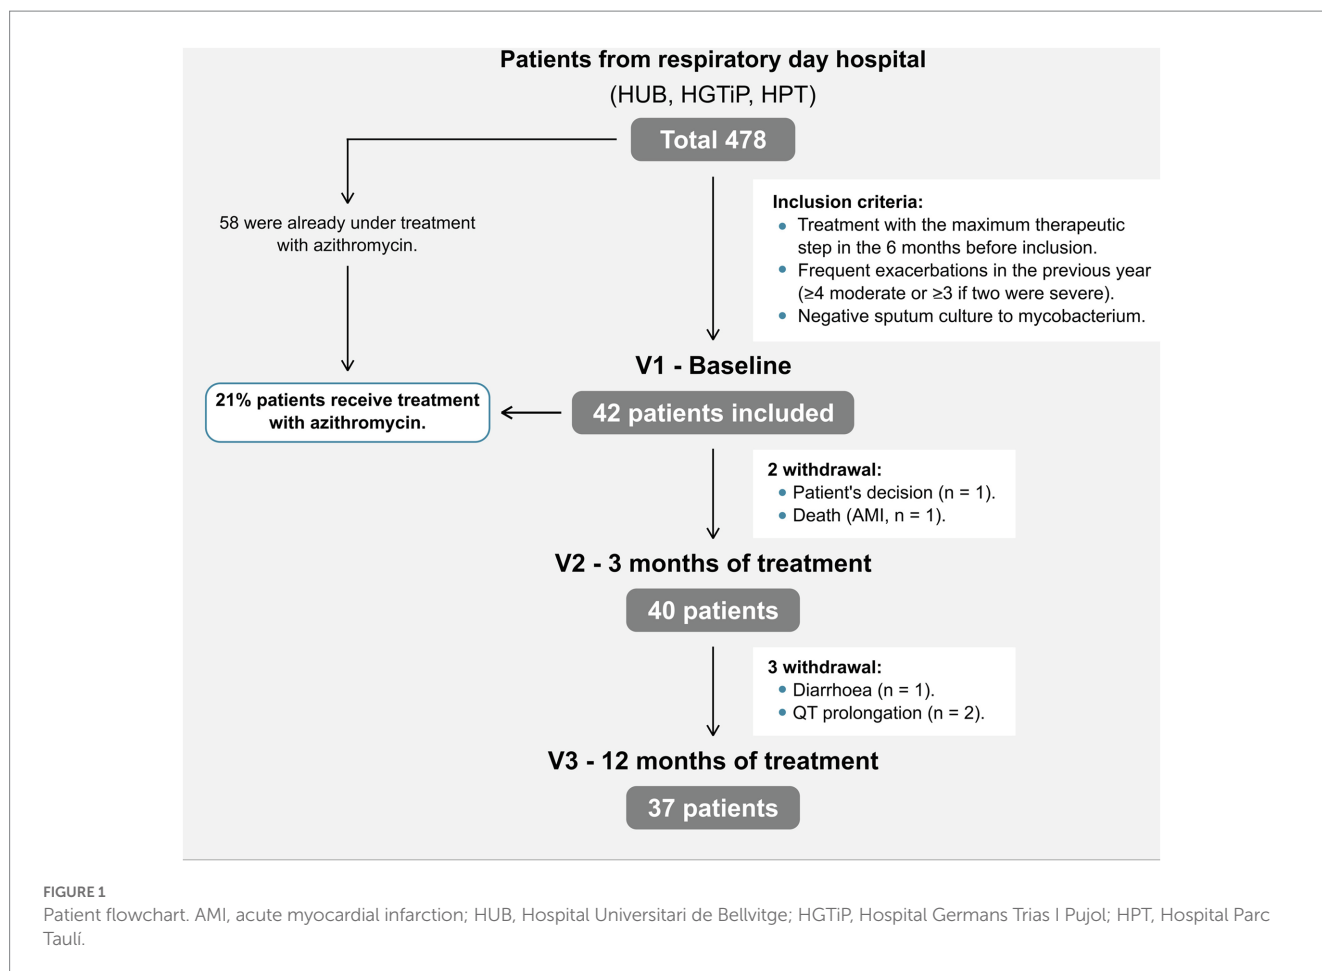 Patients from respiratory day hospital
(HUB, HGTiP, HPT)
Total 478
58 were already under treatment
with azithromycin.
Inclusion criteria:
• Treatment with the maximum therapeutic
step in the 6 months before inclusion.
• Frequent exacerbations in the previous year
(≥4 moderate or ≥3 if two were severe).
• Negative sputum culture to mycobacterium.
V1 - Baseline
21% patients receive treatment
with azithromycin.
42 patients included
2 withdrawal:
• Patient's decision (n = 1).
• Death (AMI, n = 1).
V2 - 3 months of treatment
40 patients
3 withdrawal:
• Diarrhoea (n = 1).
• QT prolongation (n = 2).
V3 - 12 months of treatment
37 patients
FIGURE 1
Patient flowchart. AMI, acute myocardial infarction; HUB, Hospital Universitari de Bellvitge; HGTiP, Hospital Germans Trias I Pujol; HPT, Hospital Parc
Taulí.